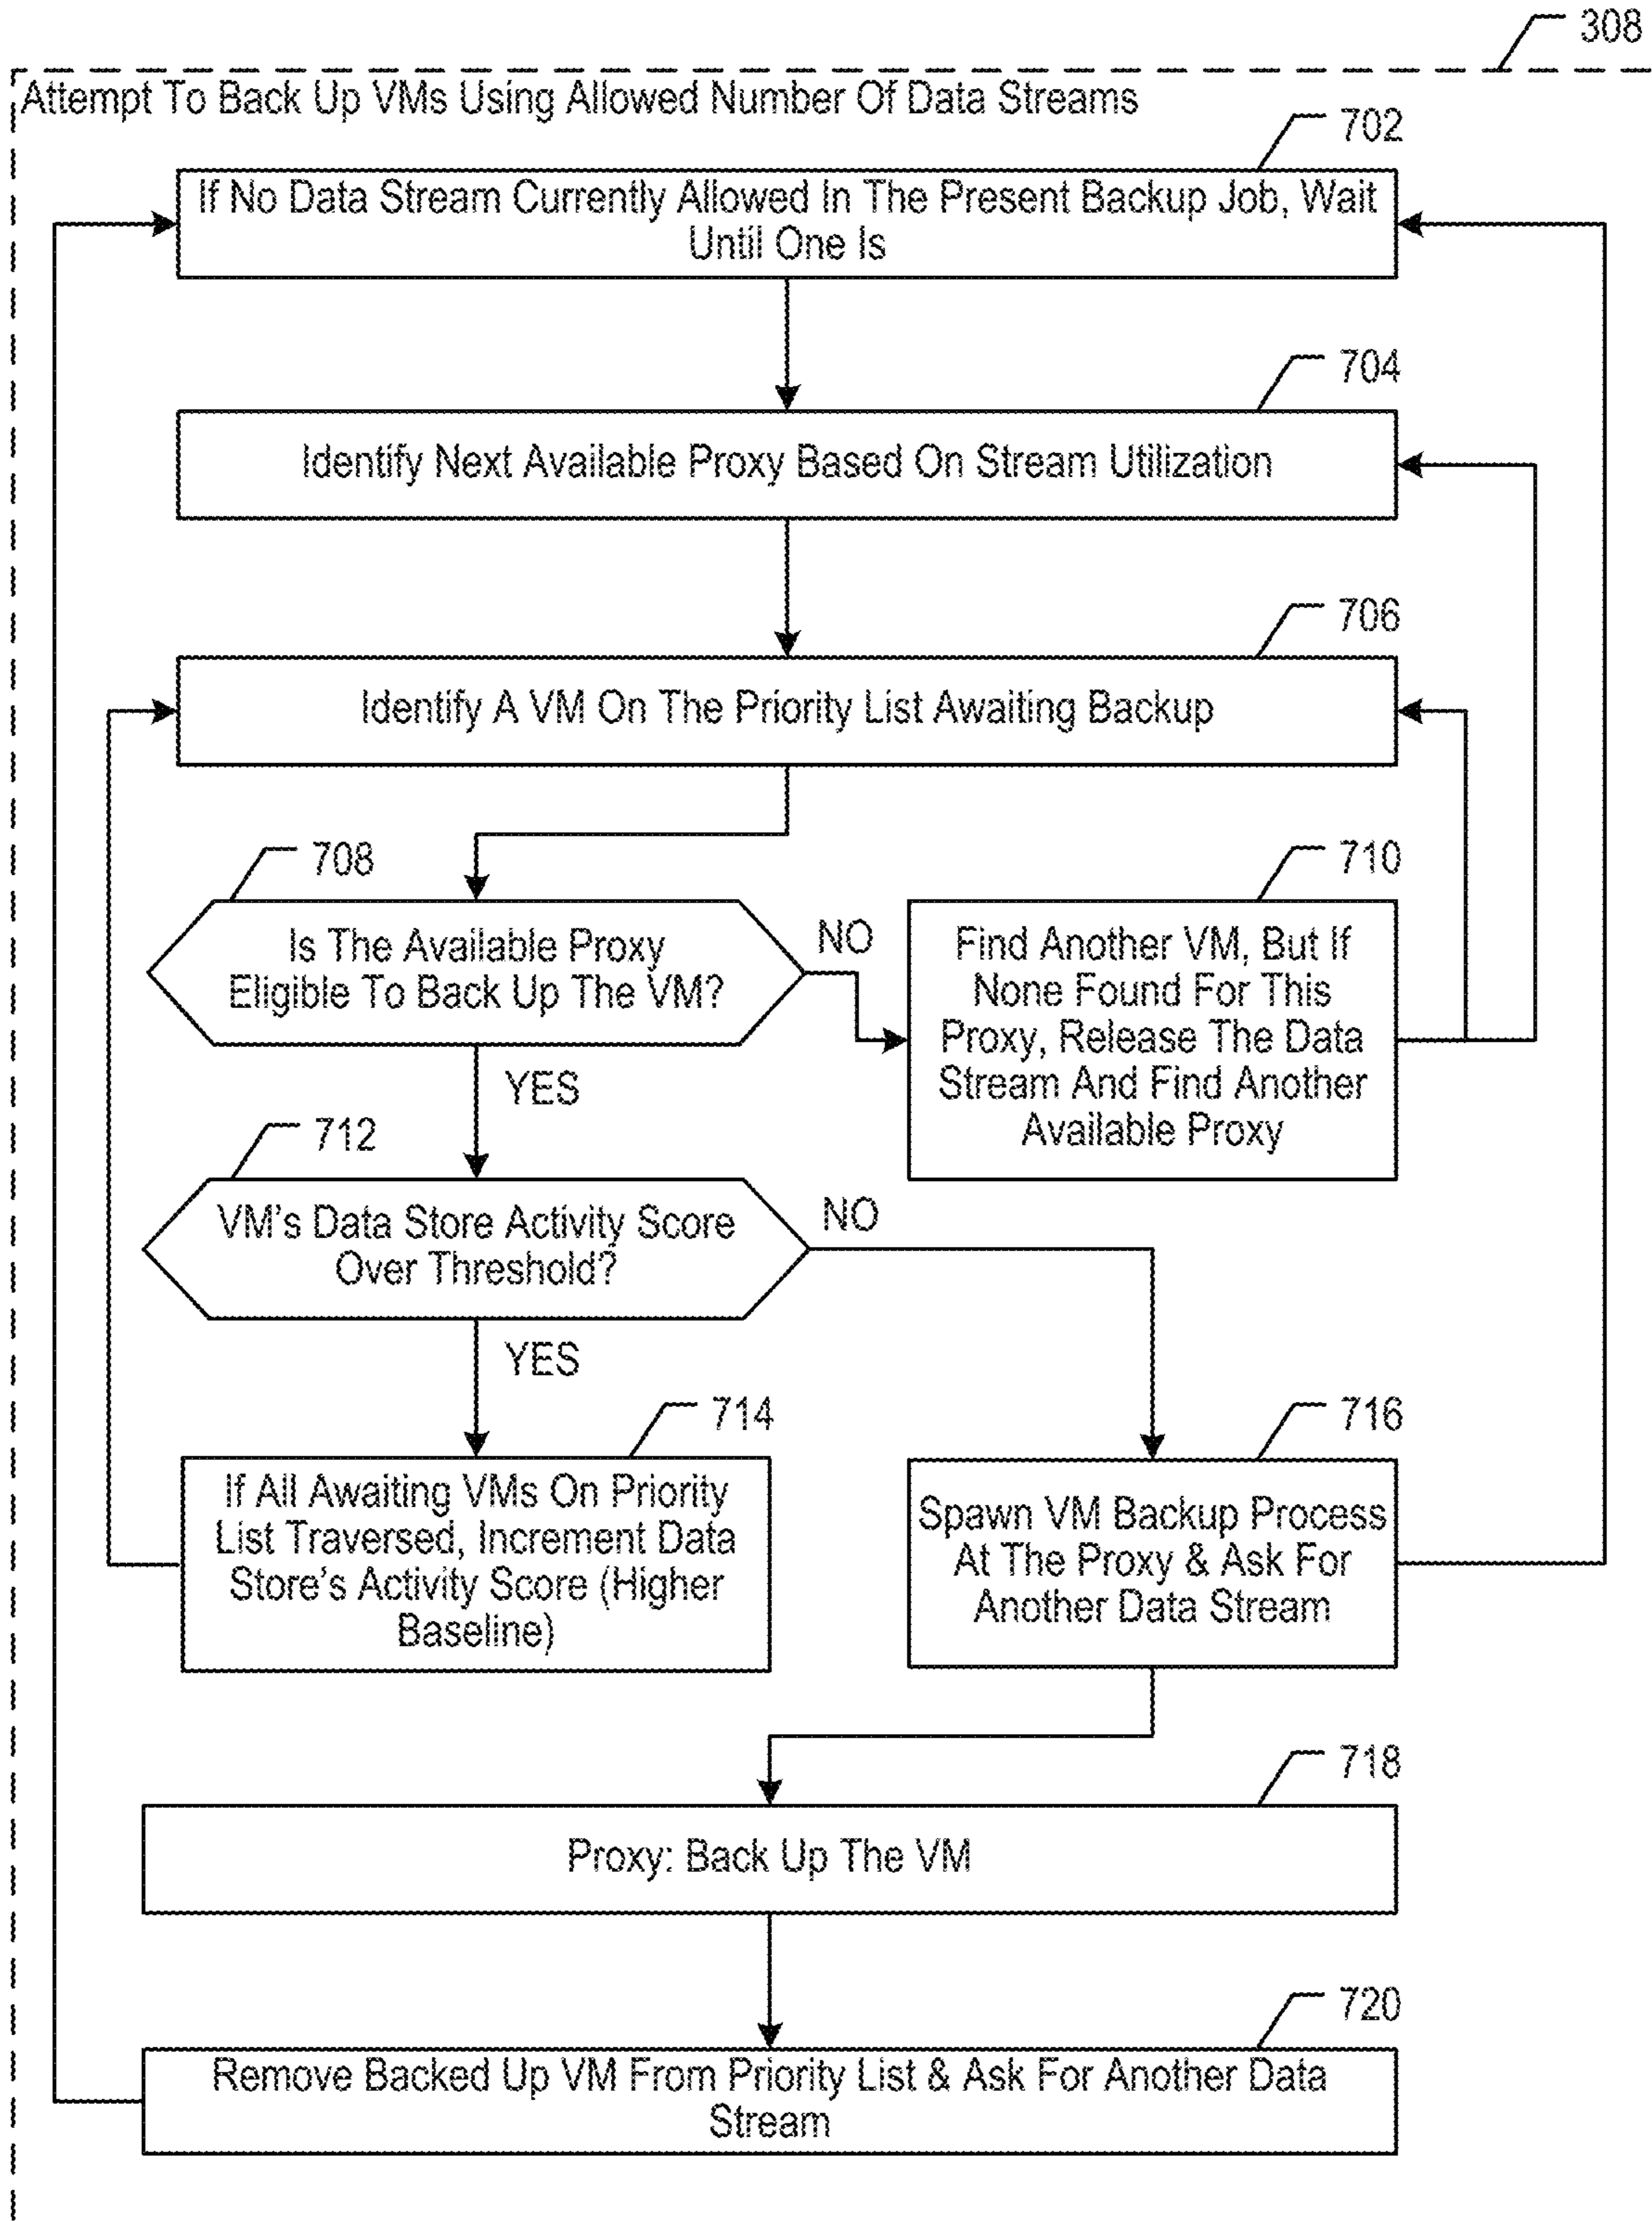 308
Attempt To Back Up VMs Using Allowed Number Of Data Streams
702
If No Data Stream Currently Allowed In The Present Backup Job, Wait
Until One Is
704
Identify Next Available Proxy Based On Stream Utilization
706
Identify A VM On The Priority List Awaiting Backup
708
Is The Available Proxy
Eligible To Back Up The VM?
NO
YES
710
Find Another VM, But If
None Found For This
Proxy, Release The Data
Stream And Find Another
Available Proxy
712
VM's Data Store Activity Score
Over Threshold?
NO
YES
714
If All Awaiting VMs On Priority
List Traversed, Increment Data
Store's Activity Score (Higher
Baseline)
716
Spawn VM Backup Process
At The Proxy & Ask For
Another Data Stream
718
Proxy: Back Up The VM
720
Remove Backed Up VM From Priority List & Ask For Another Data
Stream